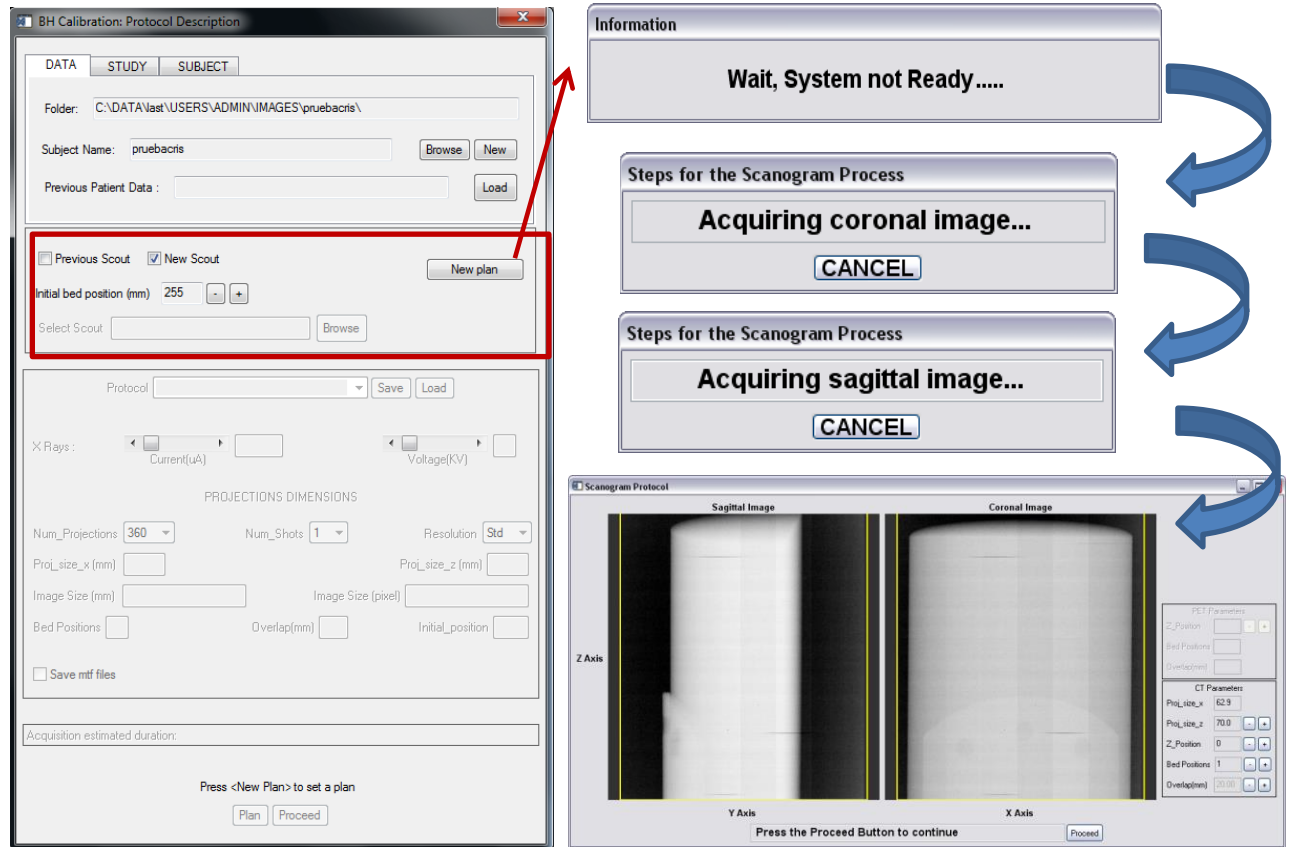 BH Calibration: Protocol Description
DATA STUDY SUBJECT
Folder: C:\DATA\last\USERS\ADMIN\IMAGES\pruebacris\
Subject Name: pruebacris Browse New
Previous Patient Data : Load
Previous Scout New Scout New plan
Initial bed position (mm) 255 - +
Select Scout Browse
Protocol Save Load
X Rays : Current(uA) Voltage(KV)
PROJECTIONS DIMENSIONS
Num_Projections 360 Num_Shots 1 Resolution Std
Proj_size_x (mm) Proj_size_z (mm)
Image Size (mm) Image Size (pixel)
Bed Positions Overlap(mm) Initial_position
Save mtf files
Acquisition estimated duration:
Press <New Plan> to set a plan
Plan Proceed
Information
Wait, System not Ready.....
Steps for the Scanogram Process
Acquiring coronal image...
CANCEL
Steps for the Scanogram Process
Acquiring sagittal image...
CANCEL
Scanogram Protocol
Sagittal Image Coronal Image
Z Axis
Y Axis X Axis
PET Parameters
Z_Position - +
Bed Positions
Overlap(mm)
CT Parameters
Proj_size_x 62.9
Proj_size_z 70.0 - +
Z_Position 0 - +
Bed Positions 1 - +
Overlap(mm) 20.00 - +
Press the Proceed Button to continue Proceed